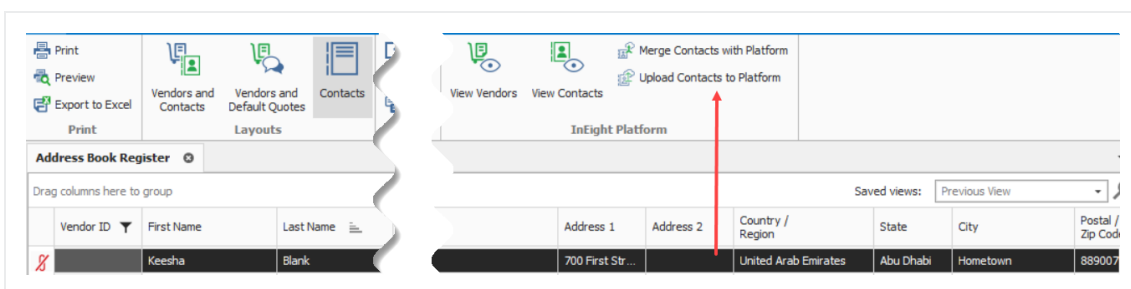 Print
Preview
Export to Excel
Print
Vendors and
Contacts
Vendors and
Default Quotes
Contacts
Layouts
View Vendors
View Contacts
Merge Contacts with Platform
Upload Contacts to Platform
InEight Platform
Address Book Register
Drag columns here to group
Saved views: Previous View
Vendor ID First Name Last Name Address 1 Address 2 Country /
Region State City Postal /
Zip Code
Keesha Blank 700 First Str... United Arab Emirates Abu Dhabi Hometown 889007